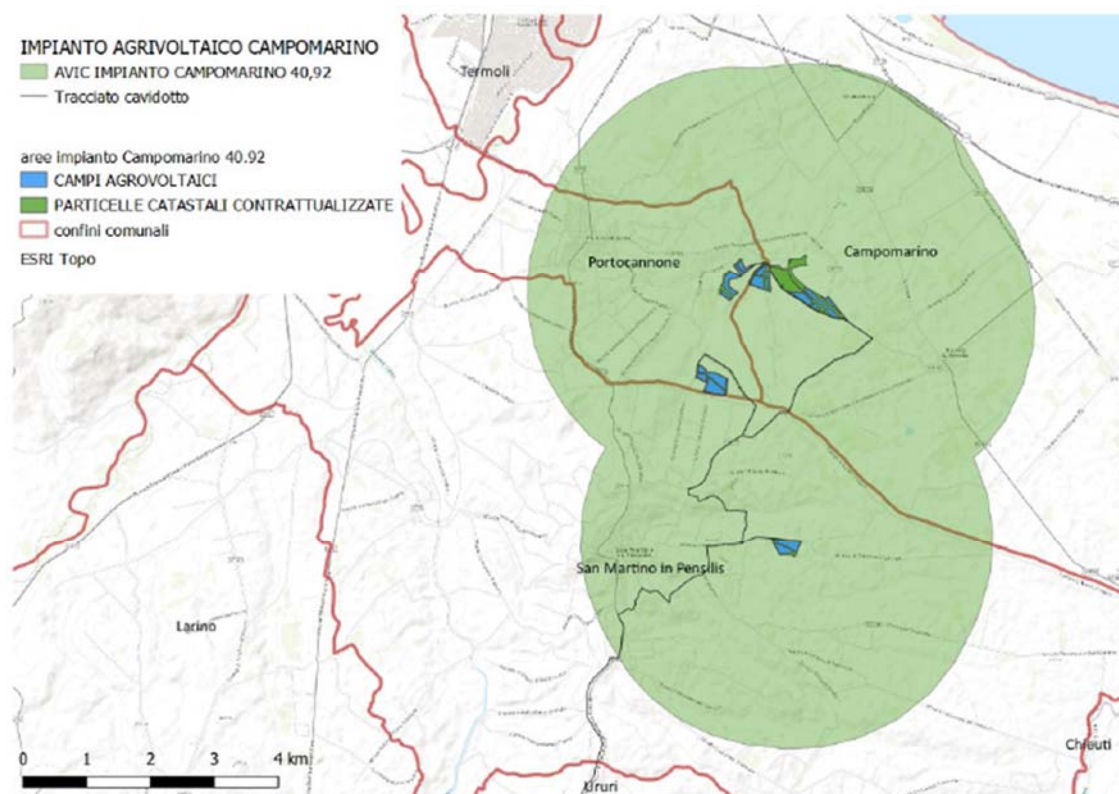 IMPIANTO AGRIVOLTAICO CAMPOMARINO
AVIC IMPIANTO CAMPOMARINO 40,92
Tracciato cavidotto
aree impianto Campomarino 40.92
CAMPI AGROVOLTAICI
PARTICELLE CATASTALI CONTRATTUALIZZATE
confini comunali
ESRI Topo
Termoli
Portocannone
Campomarino
San Martino in Pensilis
Larino
Chieuti
Ururi
0 1 2 3 4 km